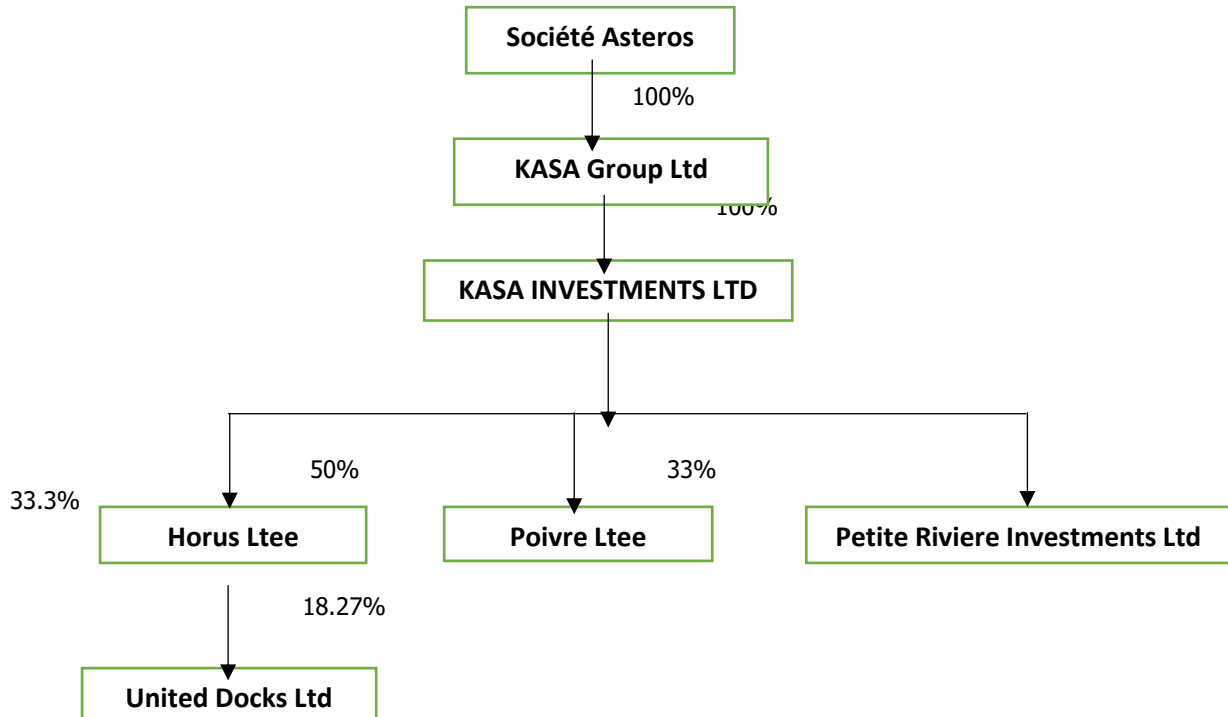 Société Asteros
100%
KASA Group Ltd
100%
KASA INVESTMENTS LTD
50%
33%
33.3%
Horus Ltee
Poivre Ltee
Petite Riviere Investments Ltd
18.27%
United Docks Ltd